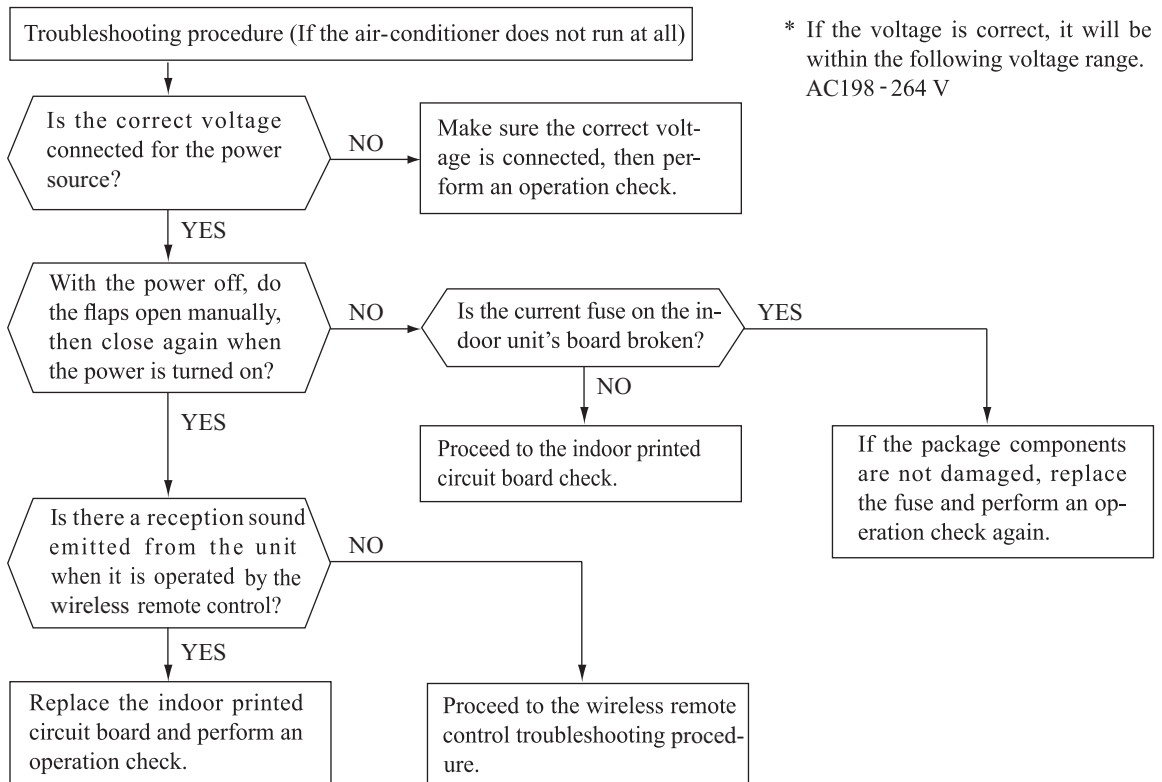 Troubleshooting procedure (If the air-conditioner does not run at all)
* If the voltage is correct, it will be
within the following voltage range.
AC198 - 264 V
Is the correct voltage
connected for the power
source?
NO
Make sure the correct volt-
age is connected, then per-
form an operation check.
YES
With the power off, do
the flaps open manually,
then close again when
the power is turned on?
NO
Is the current fuse on the in-
door unit's board broken?
YES
NO
YES
Proceed to the indoor printed
circuit board check.
If the package components
are not damaged, replace
the fuse and perform an op-
eration check again.
Is there a reception sound
emitted from the unit
when it is operated by the
wireless remote control?
NO
YES
Replace the indoor printed
circuit board and perform an
operation check.
Proceed to the wireless remote
control troubleshooting proced-
ure.